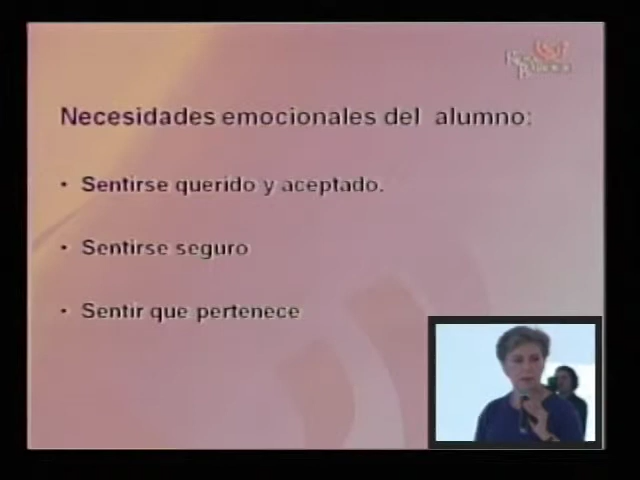 Necesidades emocionales del alumno:
• Sentirse querido y aceptado.
• Sentirse seguro
• Sentir que pertenece